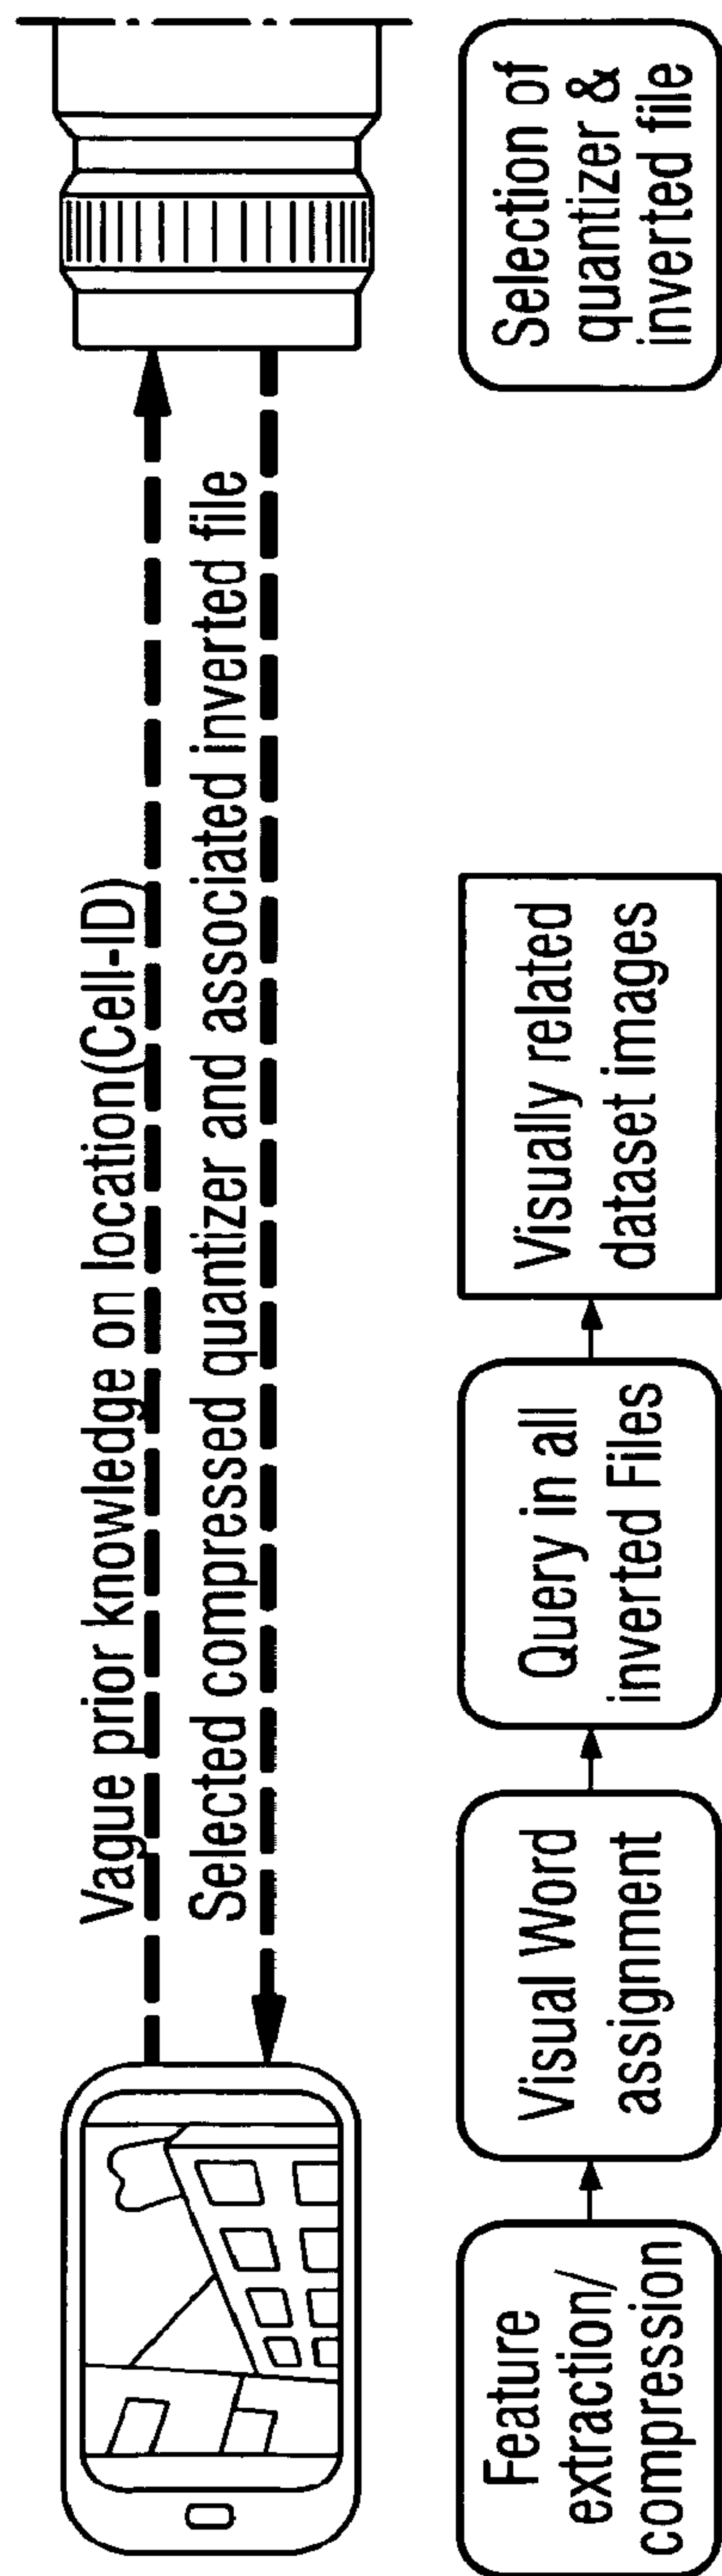 Vague prior knowledge on location(Cell-ID)
Selected compressed quantizer and associated inverted file
Feature
extraction/
compression
Visual Word
assignment
Query in all
inverted Files
Visually related
dataset images
Selection of
quantizer &
inverted file